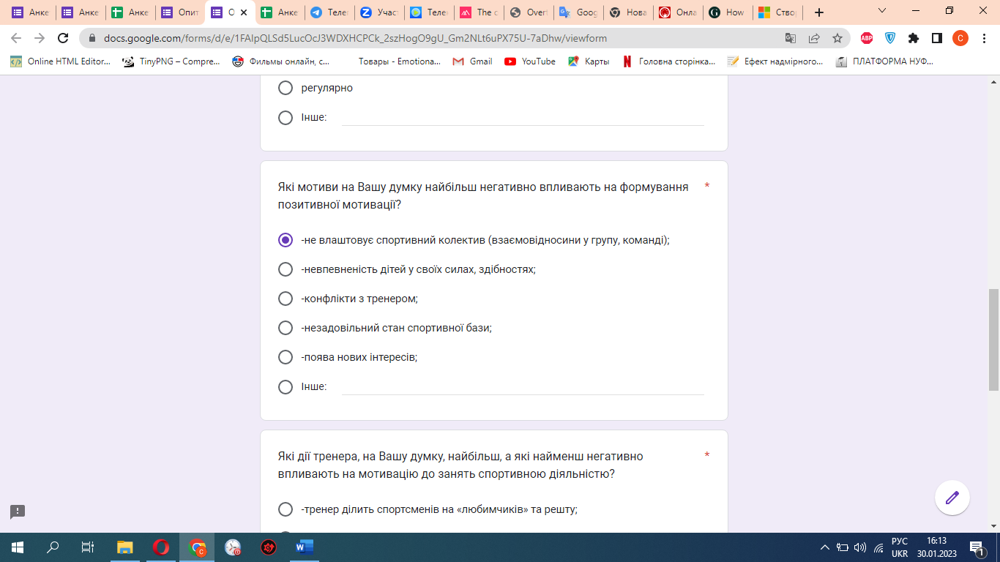 Анке
Анке
Анке
Опит
О
Анке
Теле
Учас
Теле
The c
Overl
Goog
Нова
Онла
How
Ство
docs.google.com/forms/d/e/1FAIpQLSd5LucOcJ3WDXHCPCk_2szHogO9gU_Gm2NLt6uPX75U-7aDhw/viewform
ABP
C
Online HTML Editor...
TinyPNG – Compre...
Фильмы онлайн, с...
Товары - Emotiona...
Gmail
YouTube
Карты
Головна сторінка...
Ефект надмірного...
ПЛАТФОРМА НУФ...
регулярно
Інше:
Які мотиви на Вашу думку найбільш негативно впливають на формування *
позитивної мотивації?
-не влаштовує спортивний колектив (взаємовідносини у групу, команді);
-невпевненість дітей у своїх силах, здібностях;
-конфлікти з тренером;
-незадовільний стан спортивної бази;
-поява нових інтересів;
Інше:
Які дії тренера, на Вашу думку, найбільш, а які найменш негативно *
впливають на мотивацію до занять спортивною діяльністю?
-тренер ділить спортсменів на «любимчиків» та решту;
РУС
UKR
16:13
30.01.2023
1